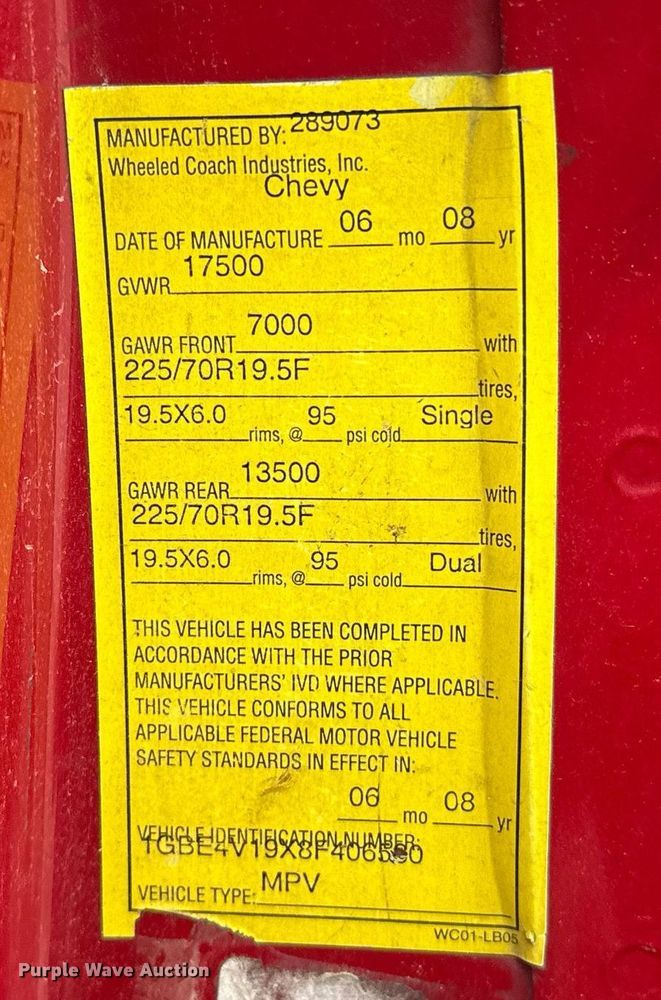 MANUFACTURED BY: 289073
Wheeled Coach Industries, Inc.
Chevy
DATE OF MANUFACTURE 06 mo 08 yr
GVWR 17500
GAWR FRONT 7000 with
225/70R19.5F tires,
19.5X6.0 rims, @ 95 psi cold Single
GAWR REAR 13500 with
225/70R19.5F tires,
19.5X6.0 rims, @ 95 psi cold Dual
THIS VEHICLE HAS BEEN COMPLETED IN
ACCORDANCE WITH THE PRIOR
MANUFACTURERS' IVD WHERE APPLICABLE.
THIS VEHICLE CONFORMS TO ALL
APPLICABLE FEDERAL MOTOR VEHICLE
SAFETY STANDARDS IN EFFECT IN:
06 mo 08 yr
VEHICLE IDENTIFICATION NUMBER:
VEHICLE TYPE: MPV
WC01-LB05
Purple Wave Auction